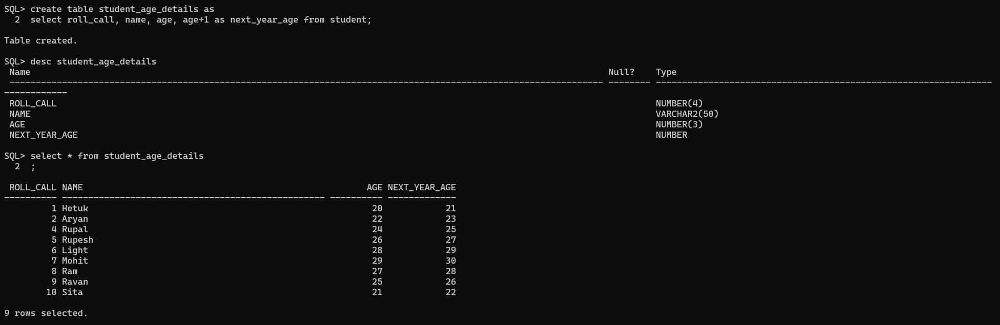 SQL> create table student_age_details as
  2  select roll_call, name, age, age+1 as next_year_age from student;

Table created.

SQL> desc student_age_details
 Name                                                                                                              Null?    Type
 ----------------------------------------------------------------------------------------------------------------- -------- ----------------------------------------------------------------
------------
 ROLL_CALL                                                                                                                  NUMBER(4)
 NAME                                                                                                                       VARCHAR2(50)
 AGE                                                                                                                        NUMBER(3)
 NEXT_YEAR_AGE                                                                                                              NUMBER

SQL> select * from student_age_details
  2  ;

 ROLL_CALL NAME                                                      AGE NEXT_YEAR_AGE
---------- -------------------------------------------------- ---------- -------------
         1 Hetuk                                                      20            21
         2 Aryan                                                      22            23
         4 Rupal                                                      24            25
         5 Rupesh                                                     26            27
         6 Light                                                      28            29
         7 Mohit                                                      29            30
         8 Ram                                                        27            28
         9 Ravan                                                      25            26
        10 Sita                                                       21            22

9 rows selected.